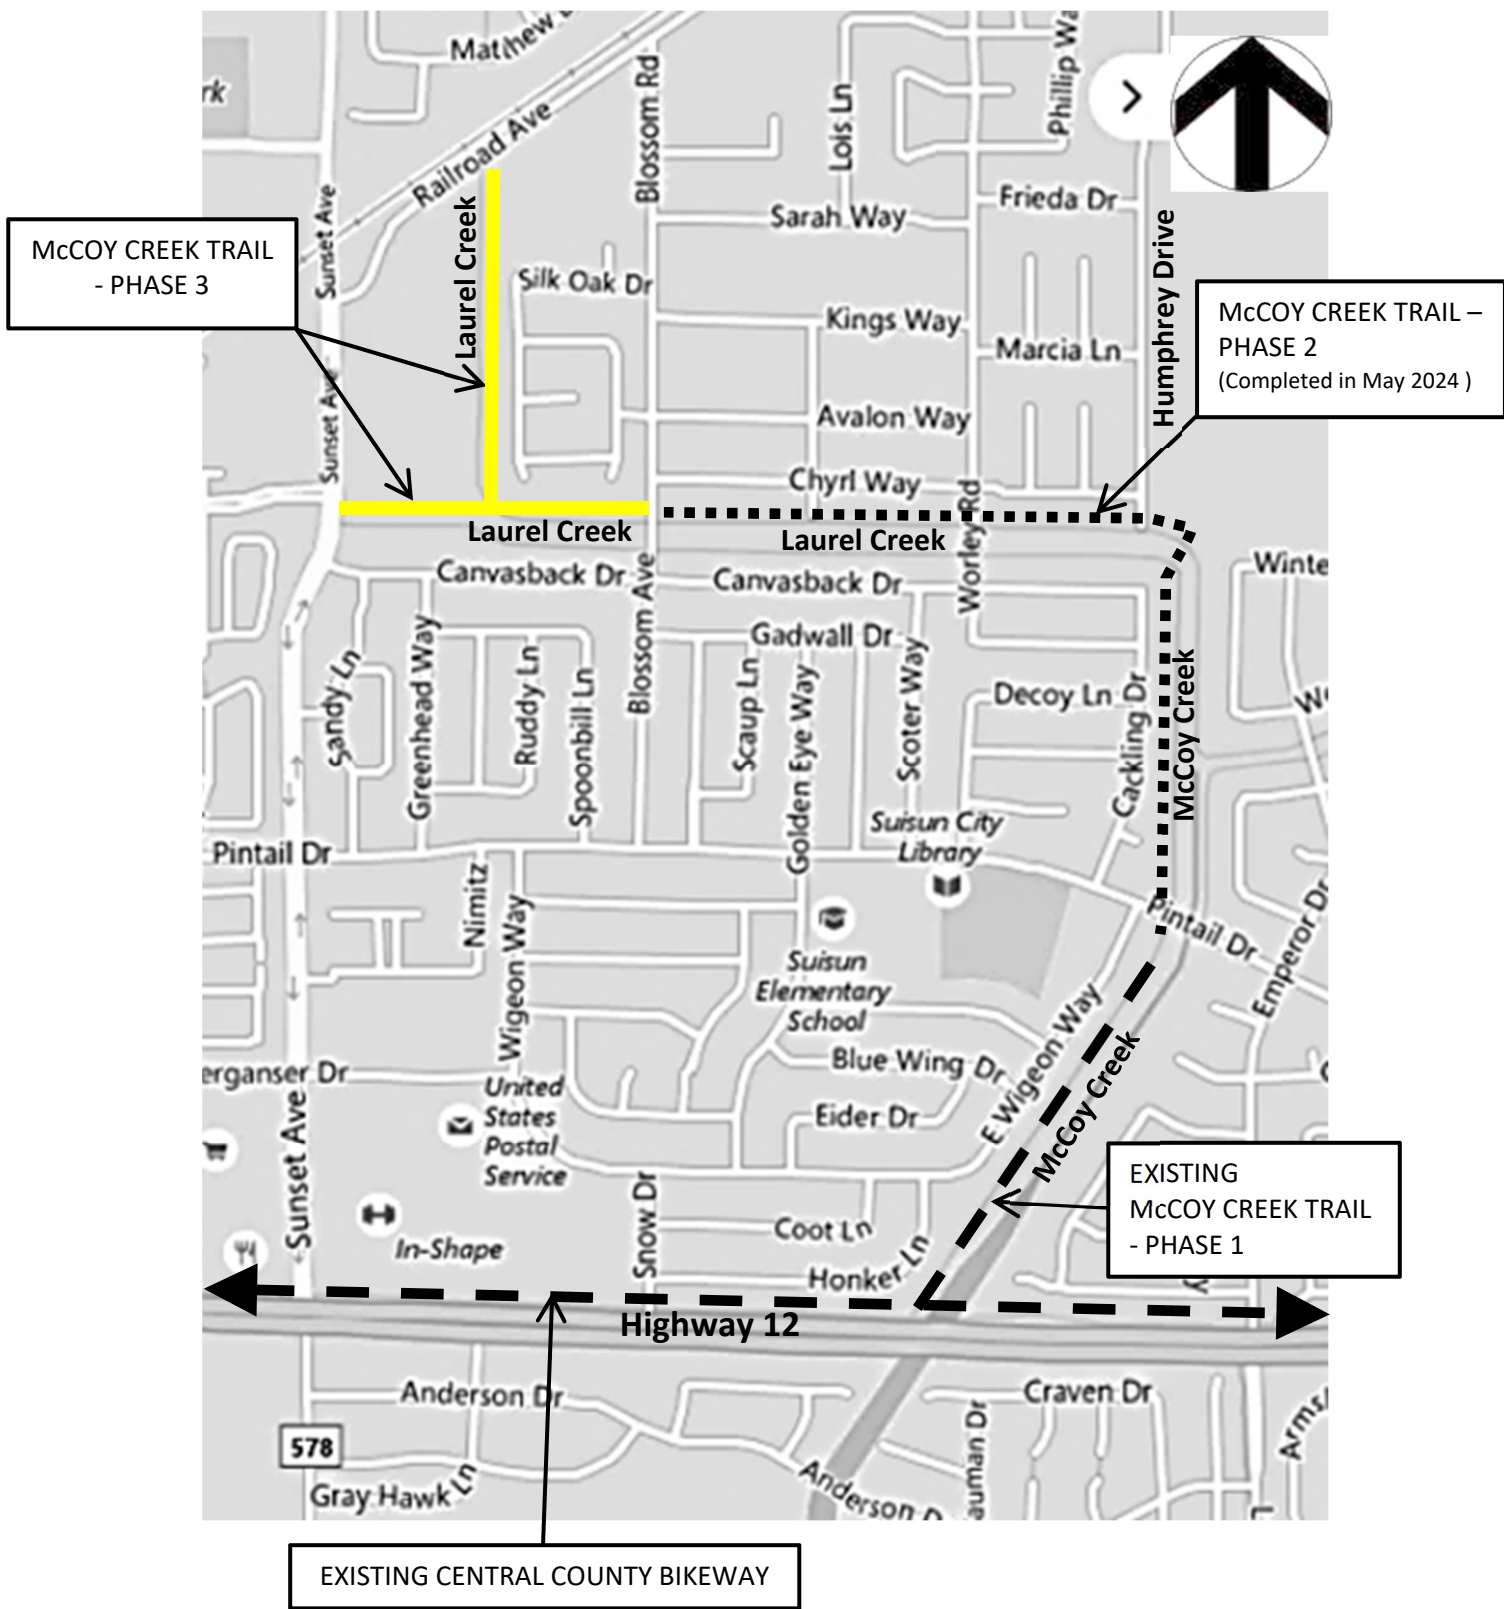 Matthew
rk
Railroad Ave
Blossom Rd
Lois Ln
Phillip Wa
Sunset Ave
Laurel Creek
Sarah Way
Frieda Dr
Humphrey Drive
McCOY CREEK TRAIL
- PHASE 3
Silk Oak Dr
Kings Way
Marcia Ln
McCOY CREEK TRAIL –
PHASE 2
(Completed in May 2024 )
Sunset Ave
Avalon Way
Chyrl Way
Worley Rd
Laurel Creek
Laurel Creek
Canvasback Dr
Canvasback Dr
Winte
Blossom Ave
Gadwall Dr
Sandy Ln
Greenhead Way
Ruddy Ln
Spoonbill Ln
Scaup Ln
Golden Eye Way
Scoter Way
Decoy Ln
Cackling Dr
McCoy Creek
Suisun City
Library
Pintail Dr
Nimitz
Wigeon Way
Suisun
Elementary
School
Pintail Dr
Emperor Dr
erganser Dr
Blue Wing Dr
E Wigeon Way
McCoy Creek
United
States
Postal
Service
Eider Dr
Sunset Ave
In-Shape
Snow Dr
Coot Ln
Honker Ln
EXISTING
McCOY CREEK TRAIL
- PHASE 1
y
Highway 12
Anderson Dr
Craven Dr
578
Gray Hawk Ln
Anderson D
auman Dr
Arms
L
EXISTING CENTRAL COUNTY BIKEWAY